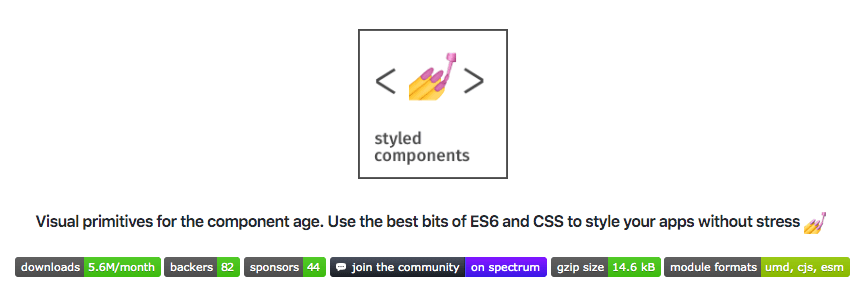 < 💅 >
styled
components
Visual primitives for the component age. Use the best bits of ES6 and CSS to style your apps without stress 💅
downloads 5.6M/month backers 82 sponsors 44 join the community on spectrum gzip size 14.6 kB module formats umd, cjs, esm